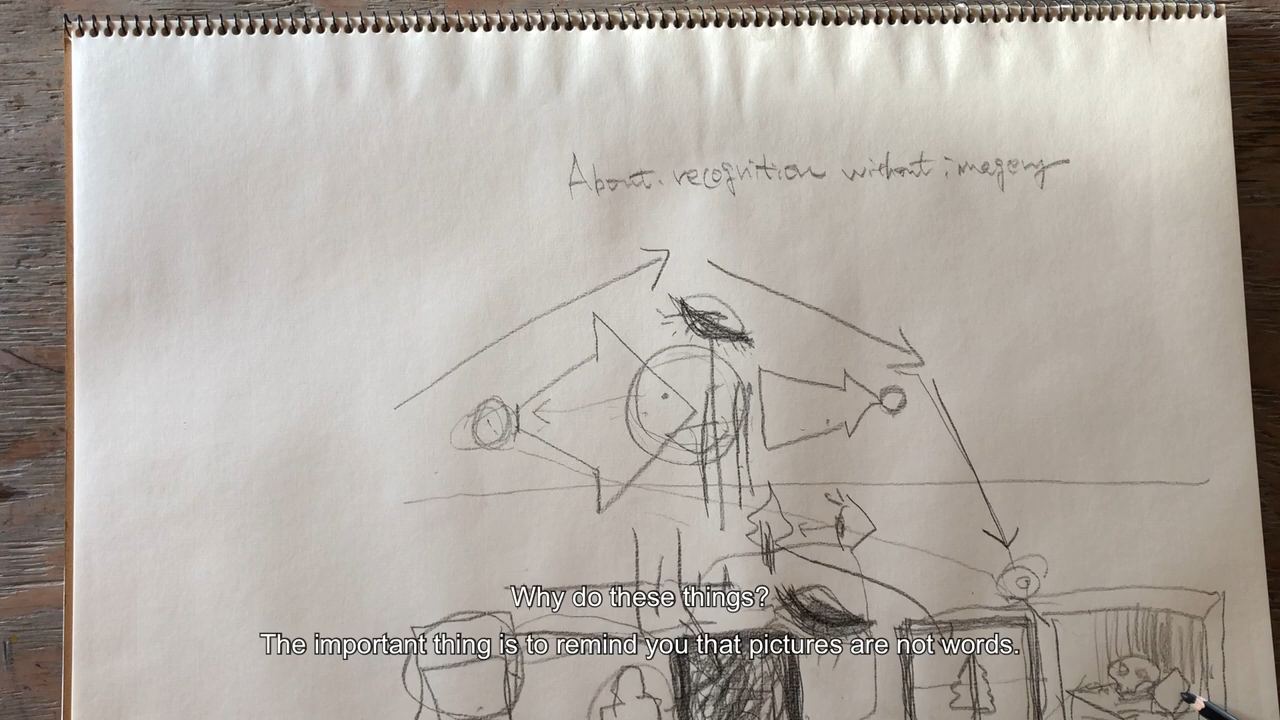 About. recognition without imagery
Why do these things?
The important thing is to remind you that pictures are not words.